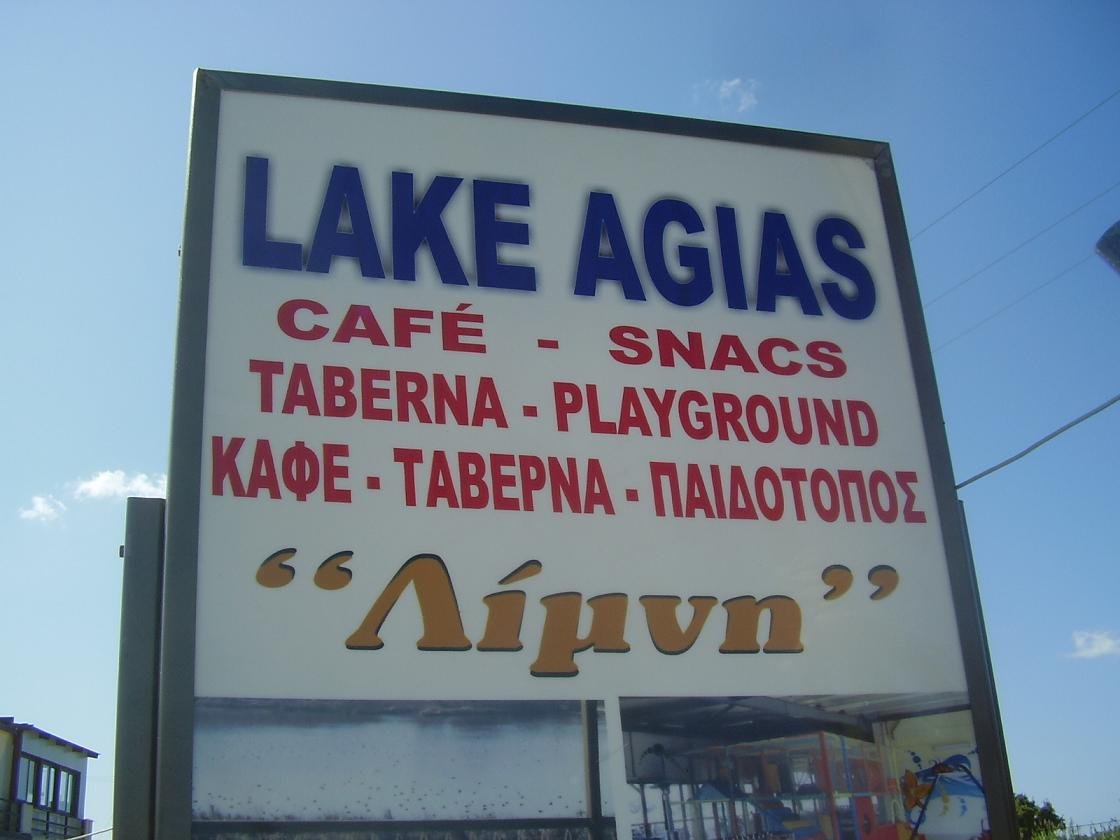 LAKE AGIAS
CAFÉ - SNACS
TABERNA - PLAYGROUND
ΚΑΦΕ - ΤΑΒΕΡΝΑ - ΠΑΙΔΟΤΟΠΟΣ
“Λίμνη”